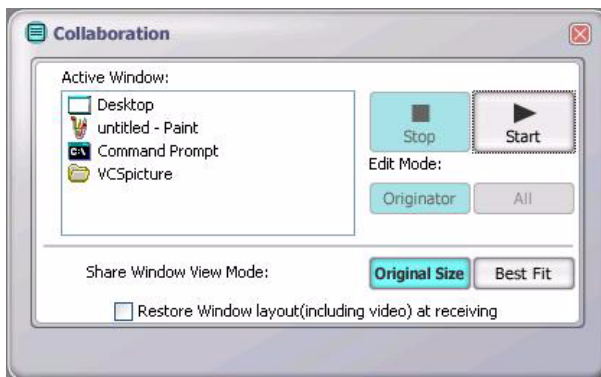 Collaboration
Active Window:
Desktop
untitled - Paint
Command Prompt
VCSpicture
Stop
Start
Edit Mode:
Originator
All
Share Window View Mode:
Original Size
Best Fit
Restore Window layout(including video) at receiving